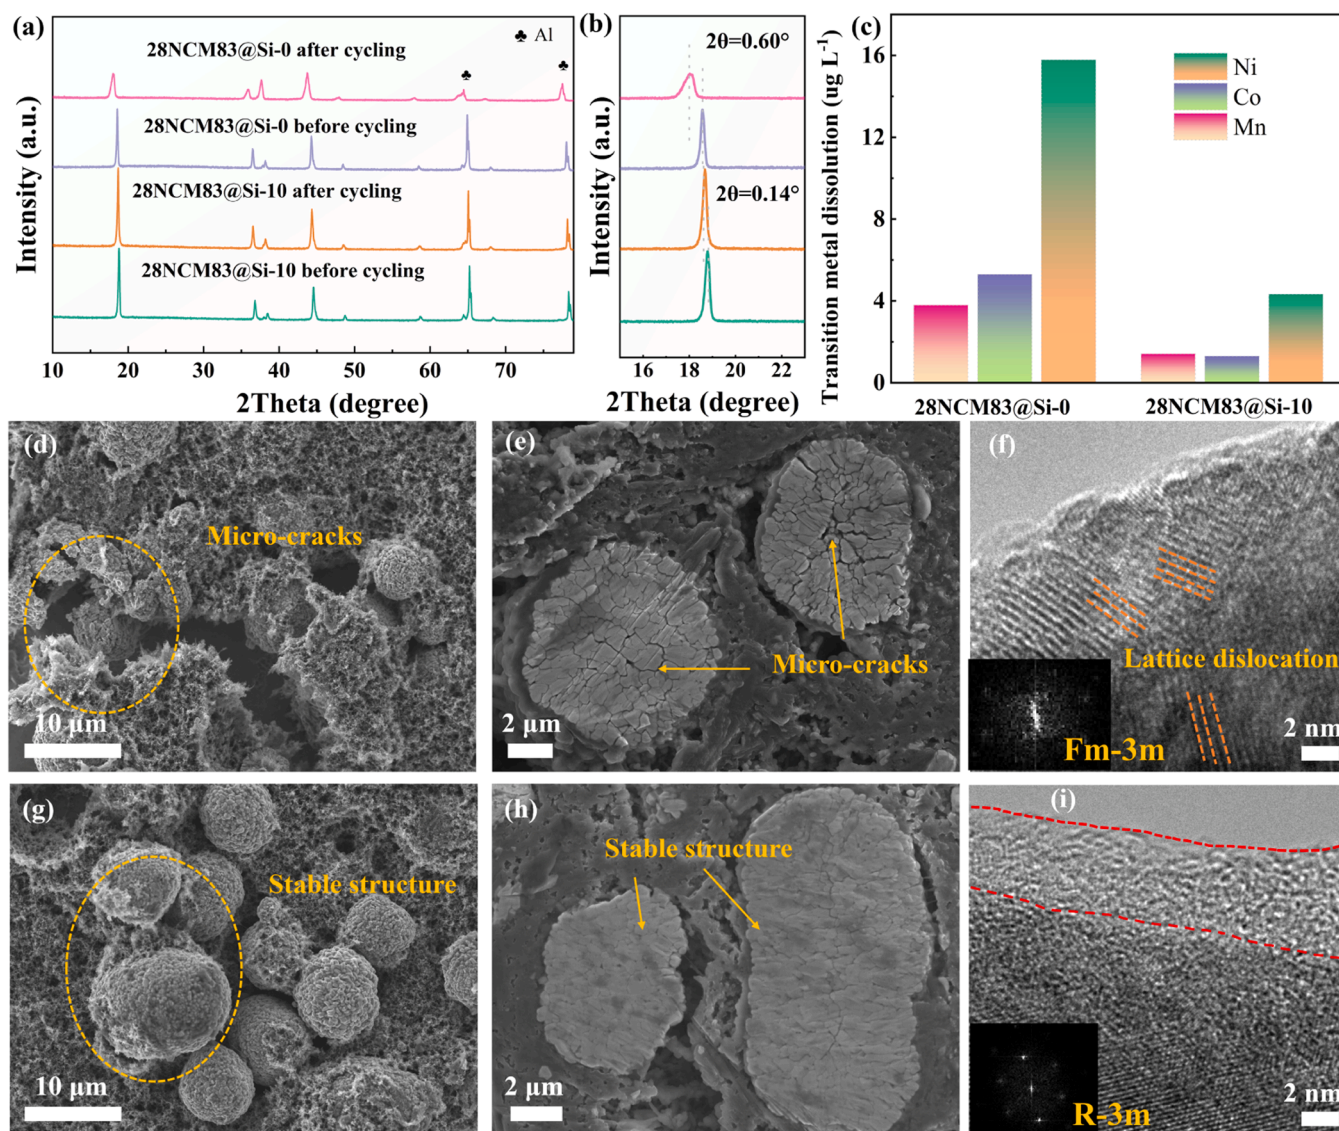 (a)
♣ Al
28NCM83@Si-0 after cycling
♣
♣
28NCM83@Si-0 before cycling
28NCM83@Si-10 after cycling
28NCM83@Si-10 before cycling
Intensity (a.u.)
10 20 30 40 50 60 70
2Theta (degree)
(b)
2θ=0.60°
2θ=0.14°
Intensity (a.u.)
16 18 20 22
2Theta (degree)
(c)
Ni
Co
Mn
Transition metal dissolution (ug L-1)
16
12
8
4
0
28NCM83@Si-0 28NCM83@Si-10
(d)
Micro-cracks
10 μm
(e)
Micro-cracks
2 μm
(f)
Lattice dislocation
Fm-3m
2 nm
(g)
Stable structure
10 μm
(h)
Stable structure
2 μm
(i)
R-3m
2 nm